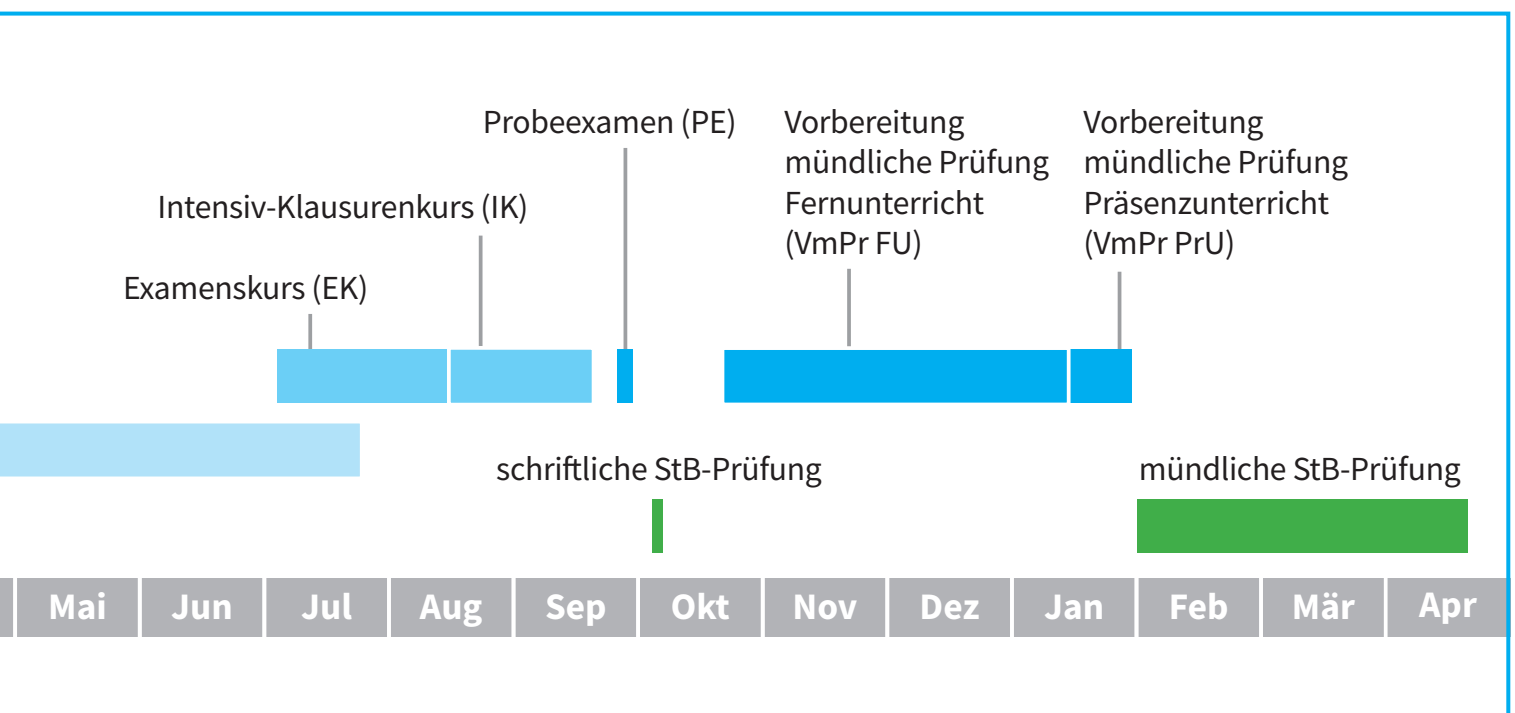 Probeexamen (PE)
Vorbereitung
mündliche Prüfung
Fernunterricht
(VmPr FU)
Vorbereitung
mündliche Prüfung
Präsenzunterricht
(VmPr PrU)
Intensiv-Klausurenkurs (IK)
Examenskurs (EK)
schriftliche StB-Prüfung
mündliche StB-Prüfung
Mai Jun Jul Aug Sep Okt Nov Dez Jan Feb Mär Apr